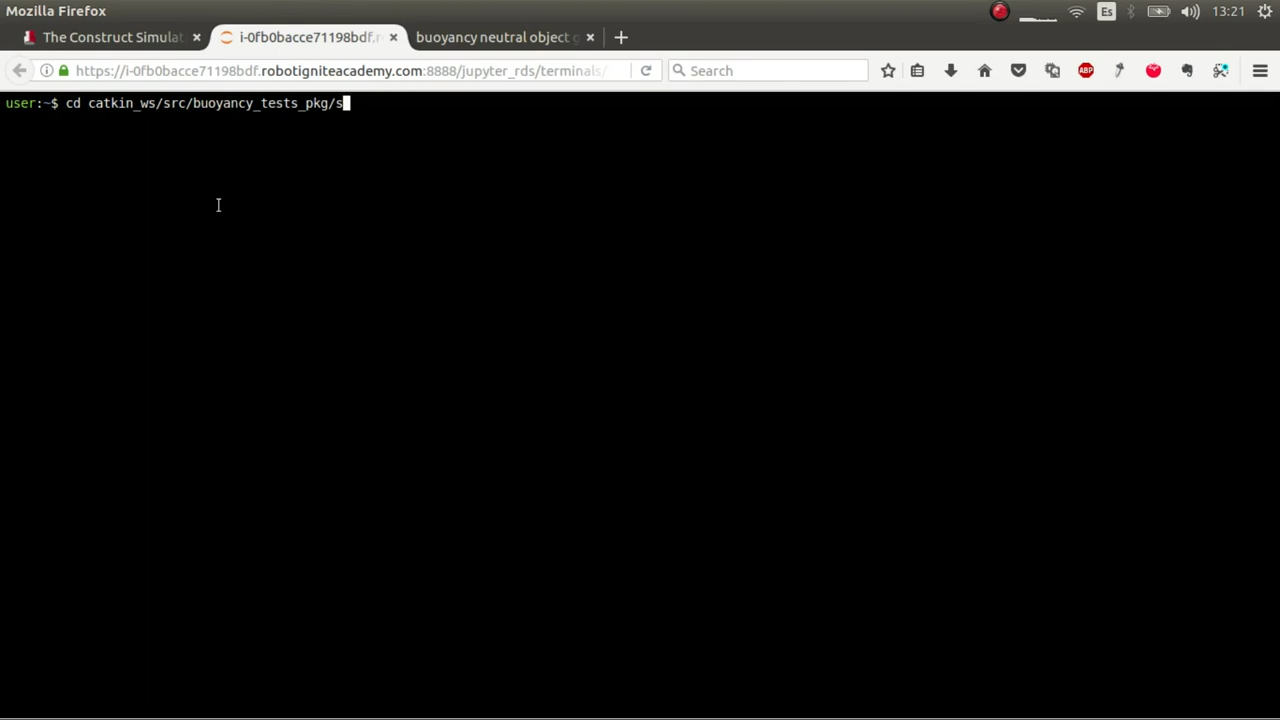 Mozilla Firefox
Es
13:21
The Construct Simulat
i-0fb0bacce71198bdf.r
buoyancy neutral object g
https://i-0fb0bacce71198bdf.robotigniteacademy.com:8888/jupyter_rds/terminals/
Search
ABP
user:~$ cd catkin_ws/src/buoyancy_tests_pkg/s